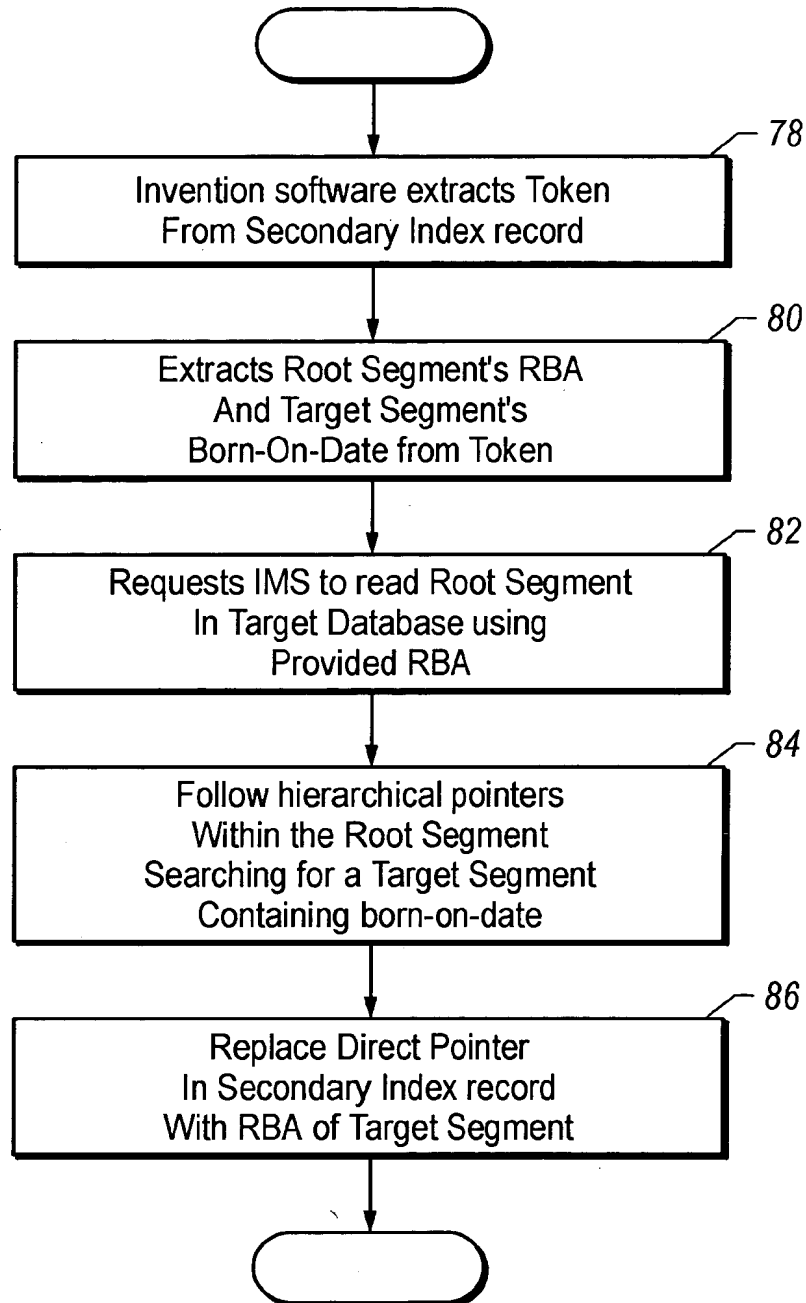 78
Invention software extracts Token
From Secondary Index record
80
Extracts Root Segment's RBA
And Target Segment's
Born-On-Date from Token
82
Requests IMS to read Root Segment
In Target Database using
Provided RBA
84
Follow hierarchical pointers
Within the Root Segment
Searching for a Target Segment
Containing born-on-date
86
Replace Direct Pointer
In Secondary Index record
With RBA of Target Segment